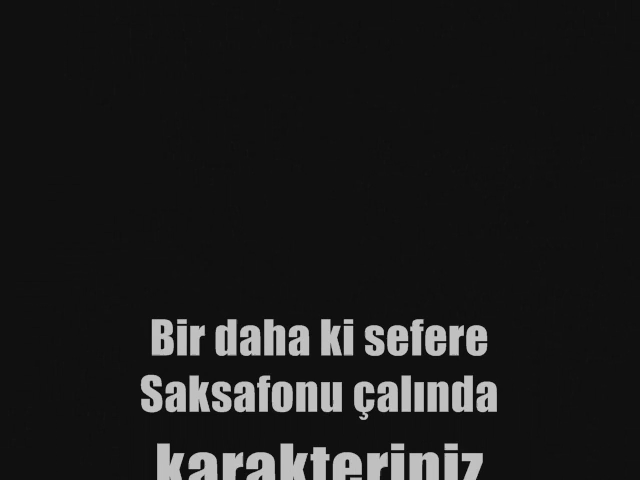 Bir daha ki sefere
Saksafonu çalında
karakteriniz